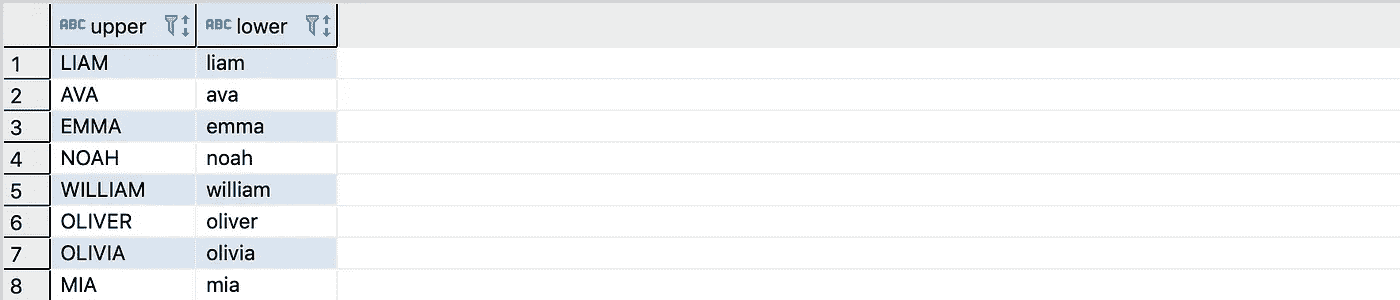 ABC upper ABC lower
1 LIAM liam
2 AVA ava
3 EMMA emma
4 NOAH noah
5 WILLIAM william
6 OLIVER oliver
7 OLIVIA olivia
8 MIA mia